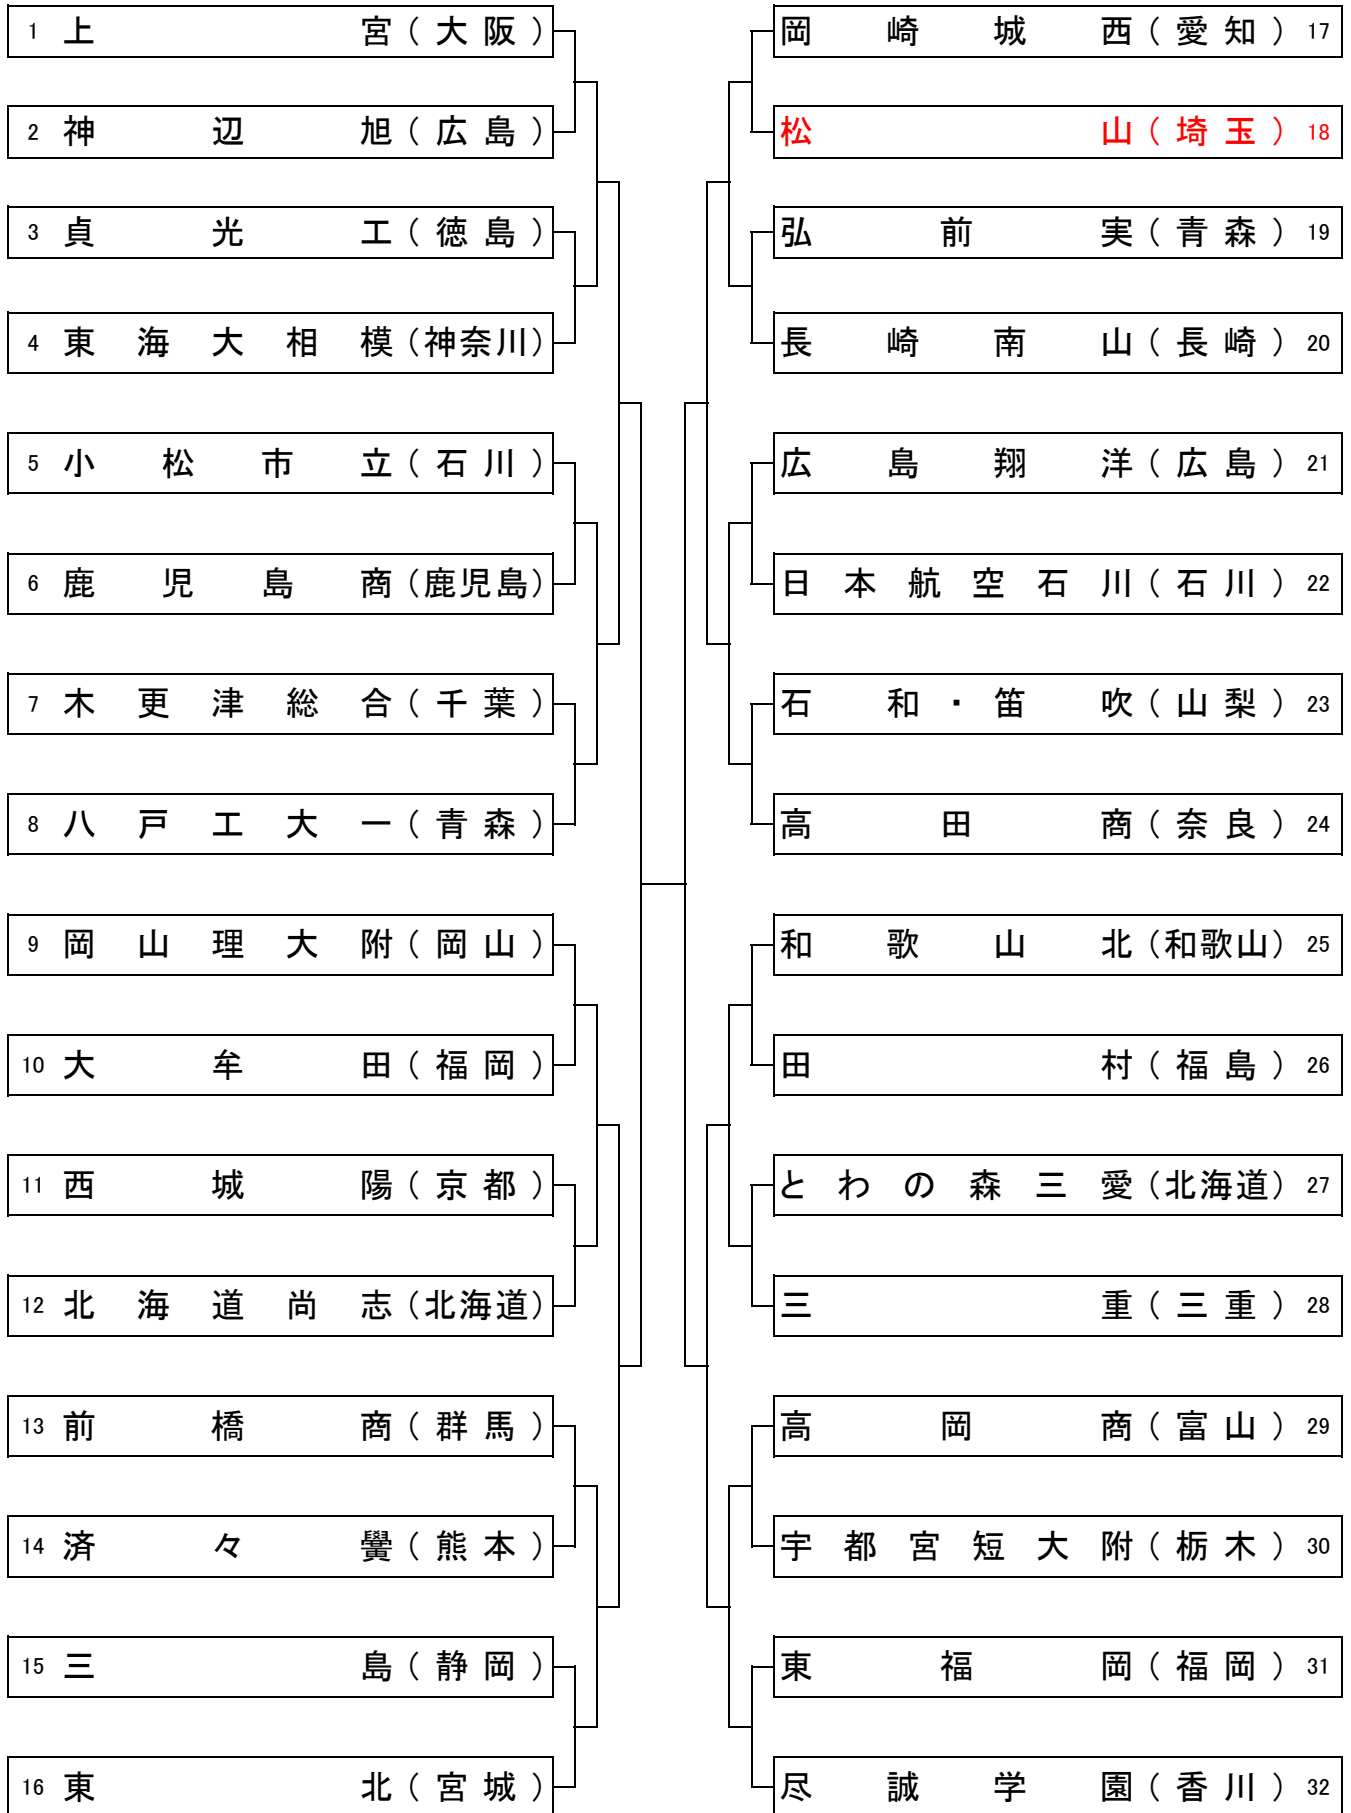 1 上宮(大阪)
2 神辺旭(広島)
3 貞光工(徳島)
4 東海大相模(神奈川)
5 小松市立(石川)
6 鹿児島商(鹿児島)
7 木更津総合(千葉)
8 八戸工大一(青森)
9 岡山理大附(岡山)
10 大牟田(福岡)
11 西城陽(京都)
12 北海道尚志(北海道)
13 前橋商(群馬)
14 済々黌(熊本)
15 三島(静岡)
16 東北(宮城)
岡崎城西(愛知) 17
松山(埼玉) 18
弘前実(青森) 19
長崎南山(長崎) 20
広島翔洋(広島) 21
日本航空石川(石川) 22
石和・笛吹(山梨) 23
高田商(奈良) 24
和歌山北(和歌山) 25
田村(福島) 26
とわの森三愛(北海道) 27
三重(三重) 28
高岡商(富山) 29
宇都宮短大附(栃木) 30
東福岡(福岡) 31
尽誠学園(香川) 32